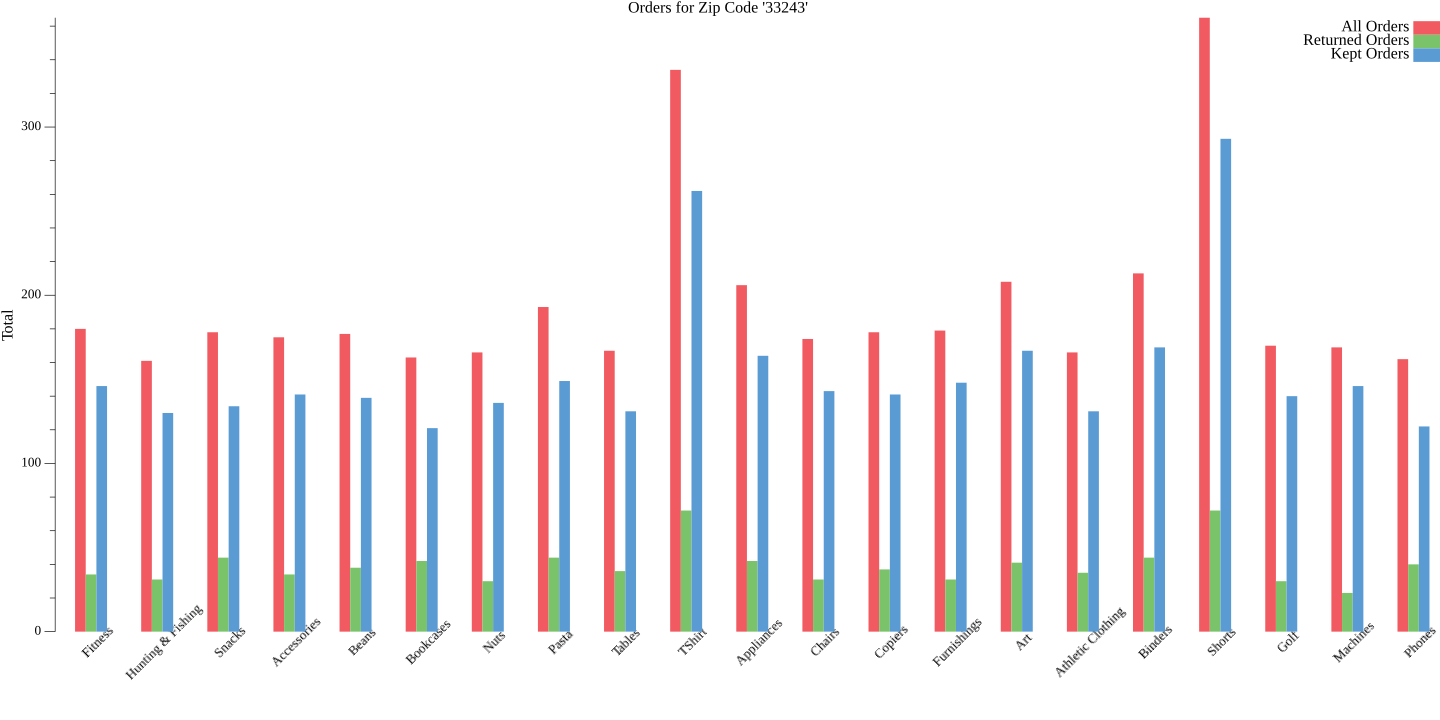 Orders for Zip Code '33243'
All Orders
Returned Orders
Kept Orders
Total
300
200
100
0
Fitness
Hunting & Fishing
Snacks
Accessories
Beans
Bookcases
Nuts
Pasta
Tables
TShirt
Appliances
Chairs
Copiers
Furnishings
Art
Athletic Clothing
Binders
Shorts
Golf
Machines
Phones